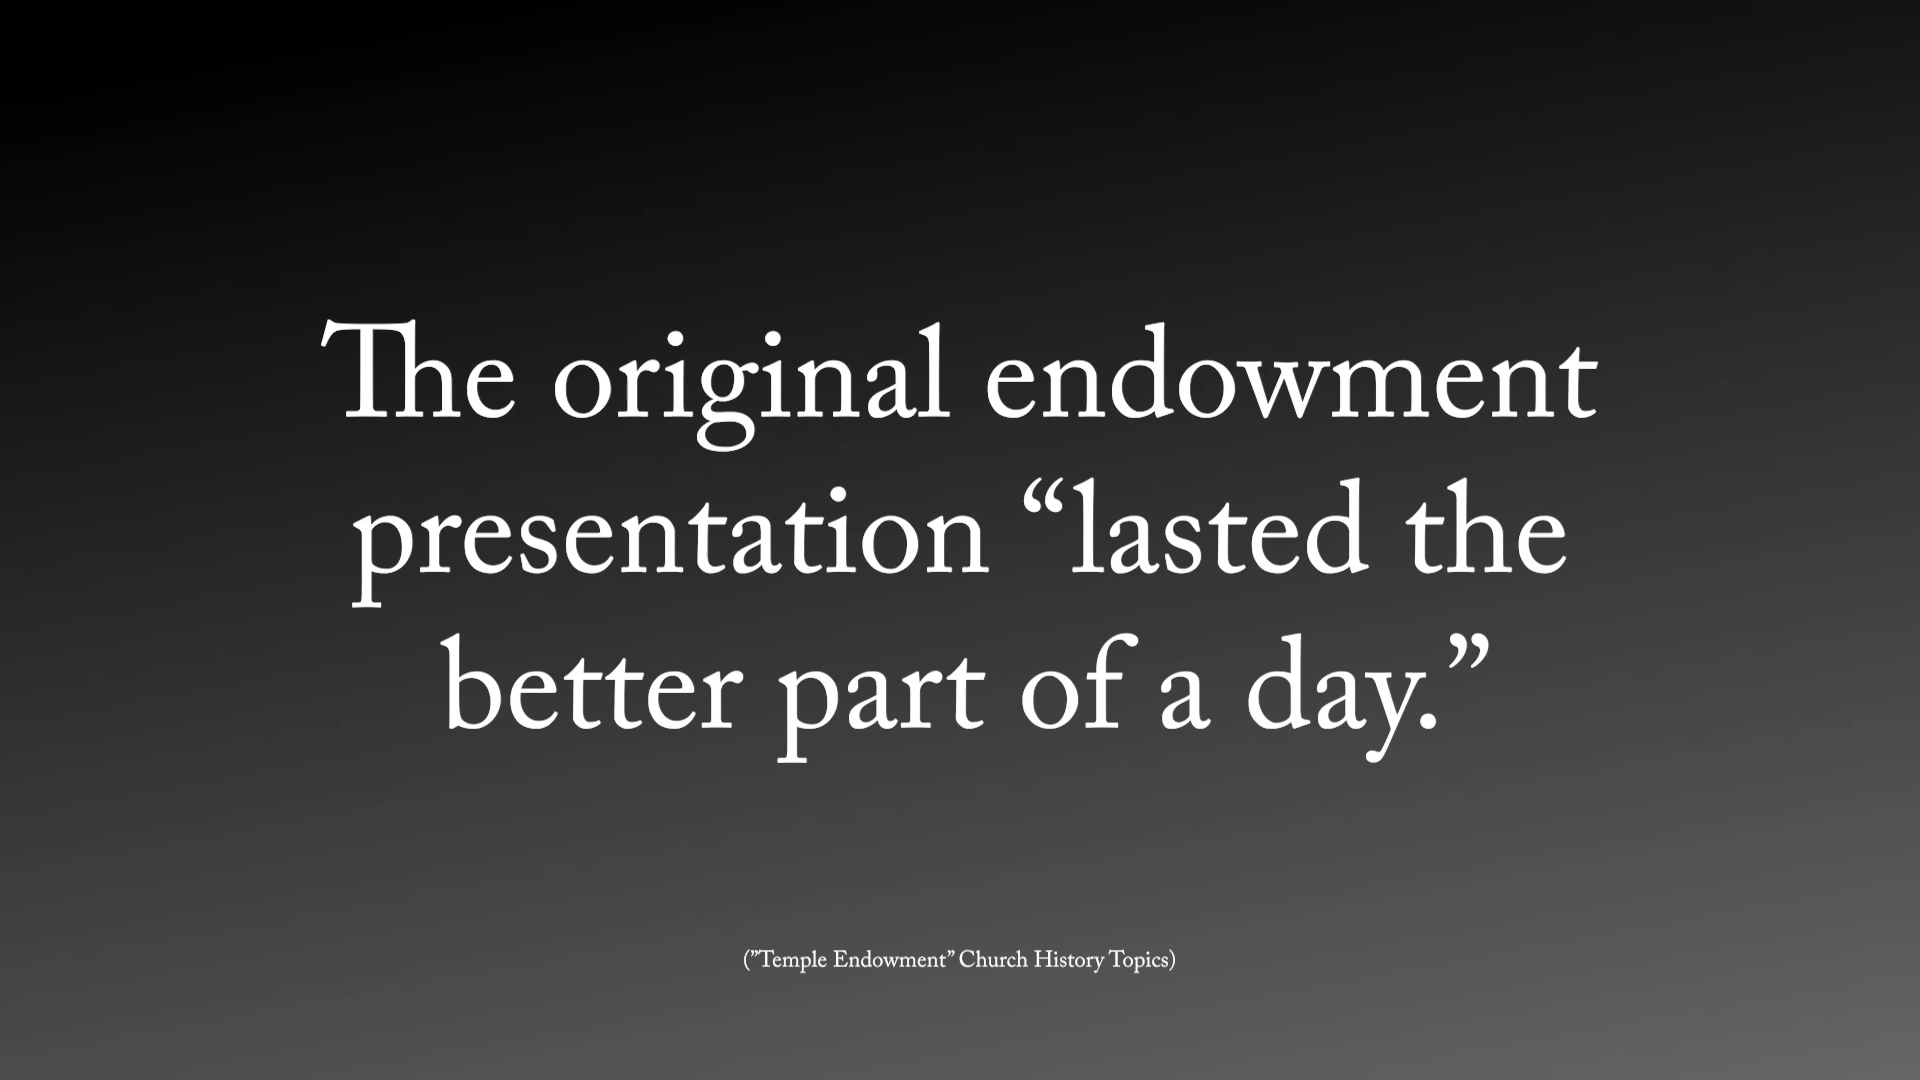 The original endowment
presentation “lasted the
better part of a day.”
(”Temple Endowment” Church History Topics)